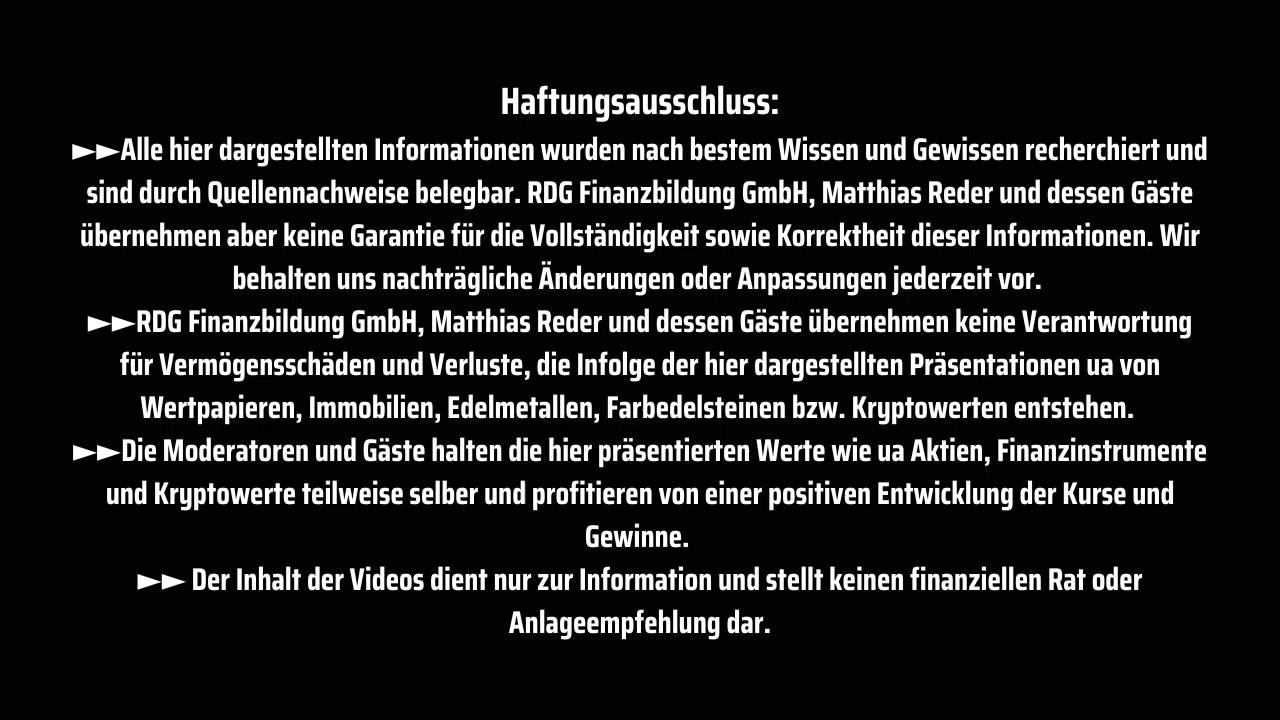 Haftungsausschluss:
►►Alle hier dargestellten Informationen wurden nach bestem Wissen und Gewissen recherchiert und
sind durch Quellennachweise belegbar. RDG Finanzbildung GmbH, Matthias Reder und dessen Gäste
übernehmen aber keine Garantie für die Vollständigkeit sowie Korrektheit dieser Informationen. Wir
behalten uns nachträgliche Änderungen oder Anpassungen jederzeit vor.
►►RDG Finanzbildung GmbH, Matthias Reder und dessen Gäste übernehmen keine Verantwortung
für Vermögensschäden und Verluste, die Infolge der hier dargestellten Präsentationen ua von
Wertpapieren, Immobilien, Edelmetallen, Farbedelsteinen bzw. Kryptowerten entstehen.
►►Die Moderatoren und Gäste halten die hier präsentierten Werte wie ua Aktien, Finanzinstrumente
und Kryptowerte teilweise selber und profitieren von einer positiven Entwicklung der Kurse und
Gewinne.
►► Der Inhalt der Videos dient nur zur Information und stellt keinen finanziellen Rat oder
Anlageempfehlung dar.